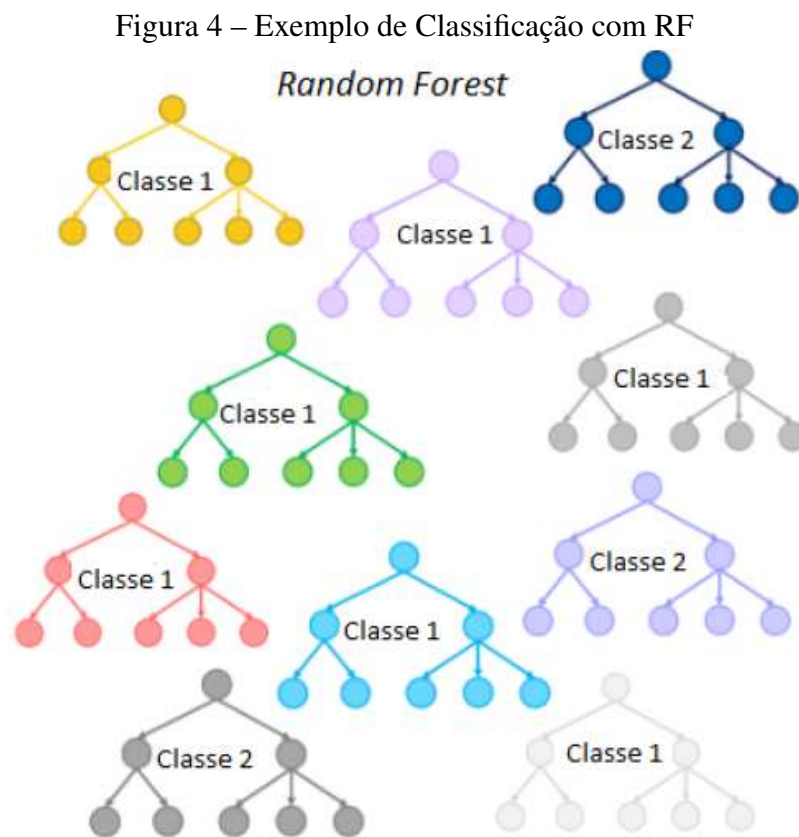 Figura 4 – Exemplo de Classificação com RF
Random Forest
Classe 2
Classe 1
Classe 1
Classe 1
Classe 1
Classe 2
Classe 1
Classe 1
Classe 2
Classe 1